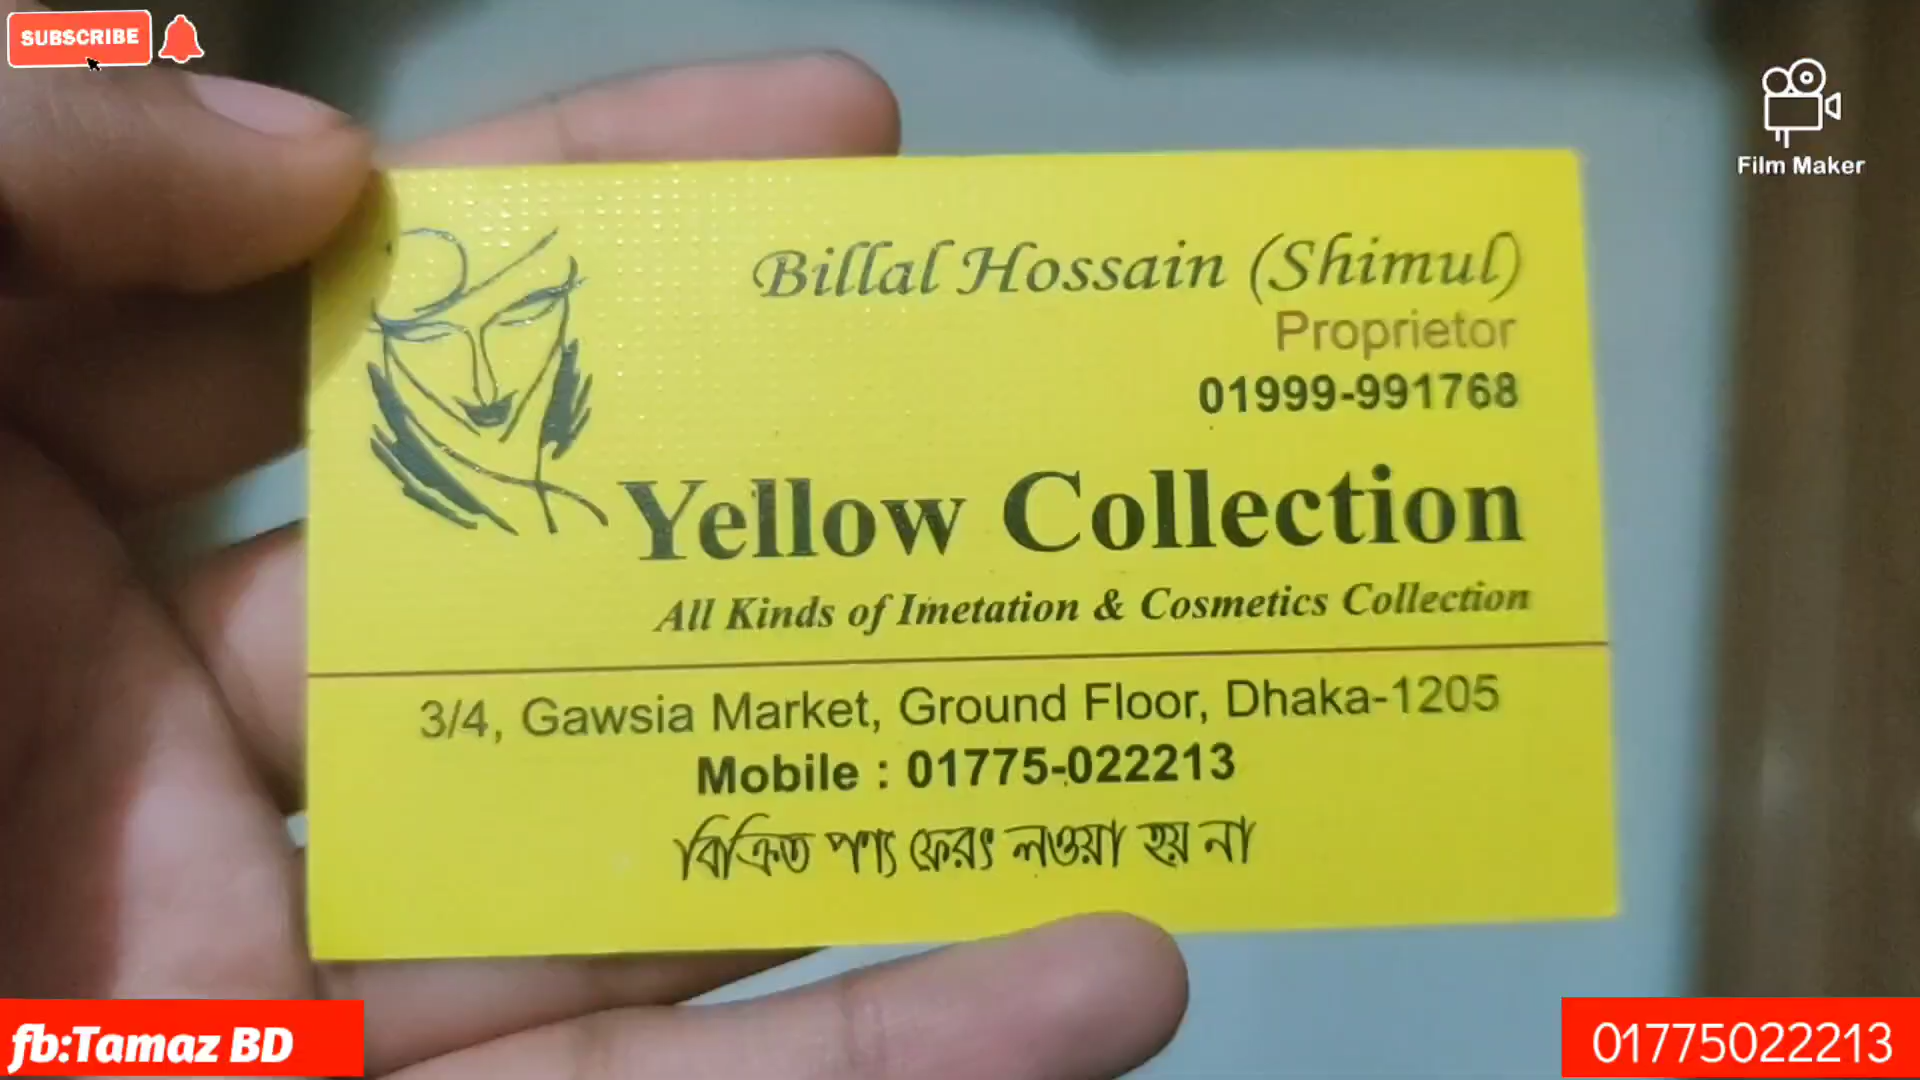 SUBSCRIBE
Film Maker
Billal Hossain (Shimul)
Proprietor
01999-991768
Yellow Collection
All Kinds of Imetation & Cosmetics Collection
3/4, Gawsia Market, Ground Floor, Dhaka-1205
Mobile : 01775-022213
বিক্রিত পণ্য ফেরৎ লওয়া হয় না
fb:Tamaz BD
01775022213